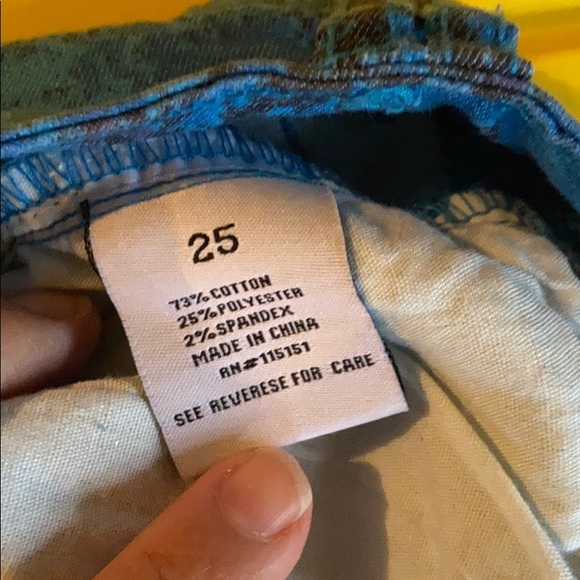 25
73% COTTON
25% POLYESTER
2% SPANDEX
MADE IN CHINA
RN#115151
SEE REVERESE FOR CARE